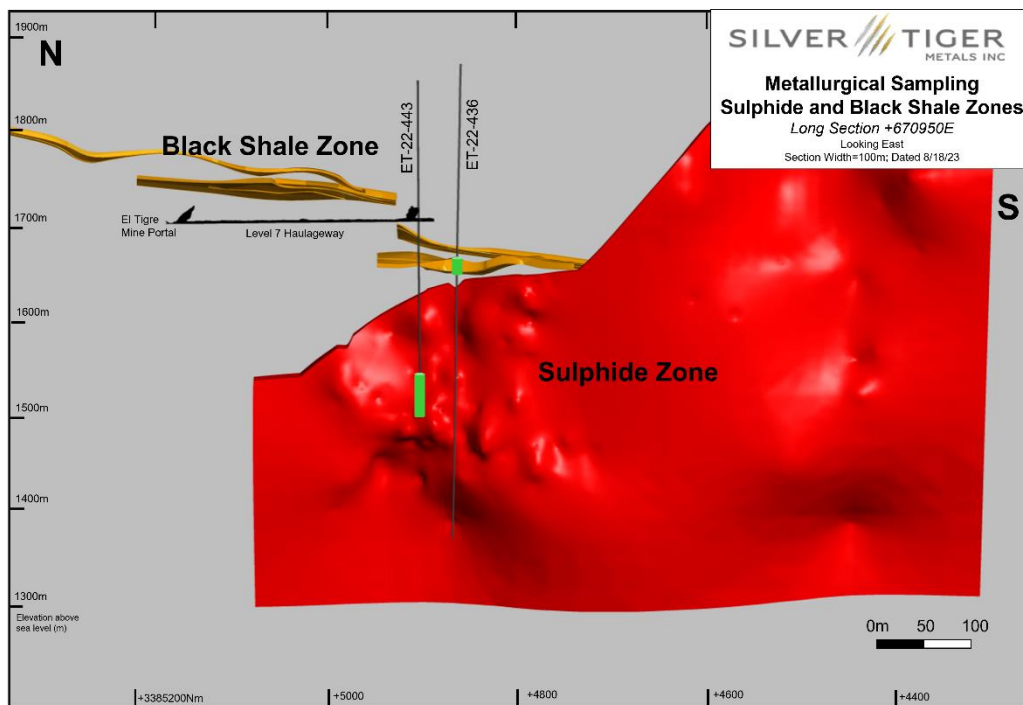 1900m
N
SILVER TIGER
METALS INC
Metallurgical Sampling
Sulphide and Black Shale Zones
Long Section +670950E
Looking East
Section Width=100m; Dated 8/18/23
ET-22-443
ET-22-436
1800m
Black Shale Zone
S
1700m
El Tigre
Mine Portal
Level 7 Haulageway
1600m
Sulphide Zone
1500m
1400m
1300m
Elevation above
sea level (m)
0m 50 100
+3385200Nm
+5000
+4800
+4600
+4400